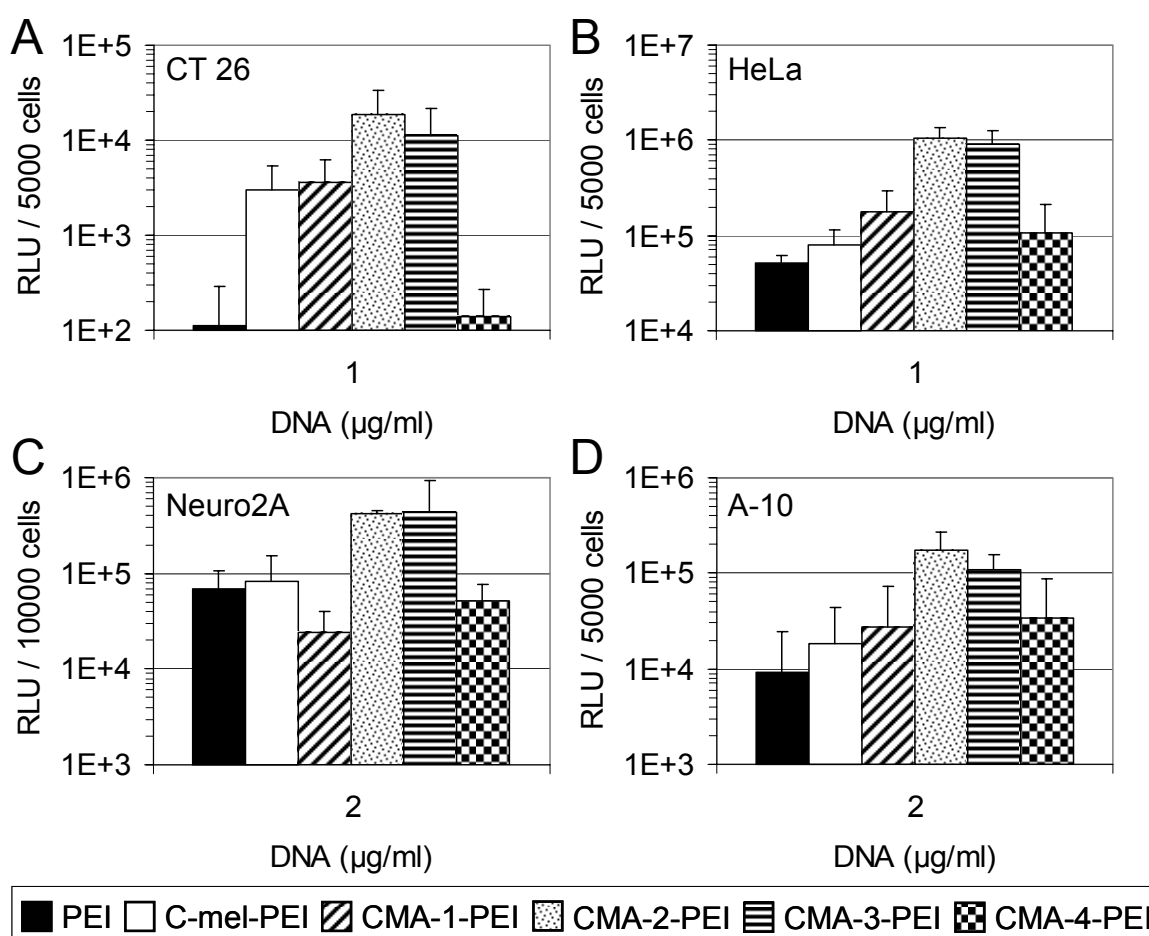 A
CT 26
1E+5
1E+4
1E+3
1E+2
RLU / 5000 cells
1
DNA (µg/ml)
B
HeLa
1E+7
1E+6
1E+5
1E+4
RLU / 5000 cells
1
DNA (µg/ml)
C
Neuro2A
1E+6
1E+5
1E+4
1E+3
RLU / 10000 cells
2
DNA (µg/ml)
D
A-10
1E+6
1E+5
1E+4
1E+3
RLU / 5000 cells
2
DNA (µg/ml)
PEI C-mel-PEI CMA-1-PEI CMA-2-PEI CMA-3-PEI CMA-4-PEI